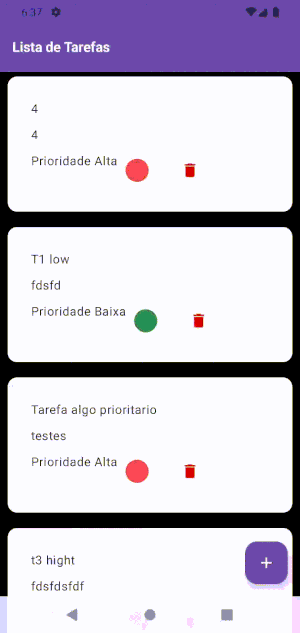 6:37
Lista de Tarefas
4
4
Prioridade Alta
T1 low
fdsfd
Prioridade Baixa
Tarefa algo prioritario
testes
Prioridade Alta
t3 hight
fdsfdsfdf
+